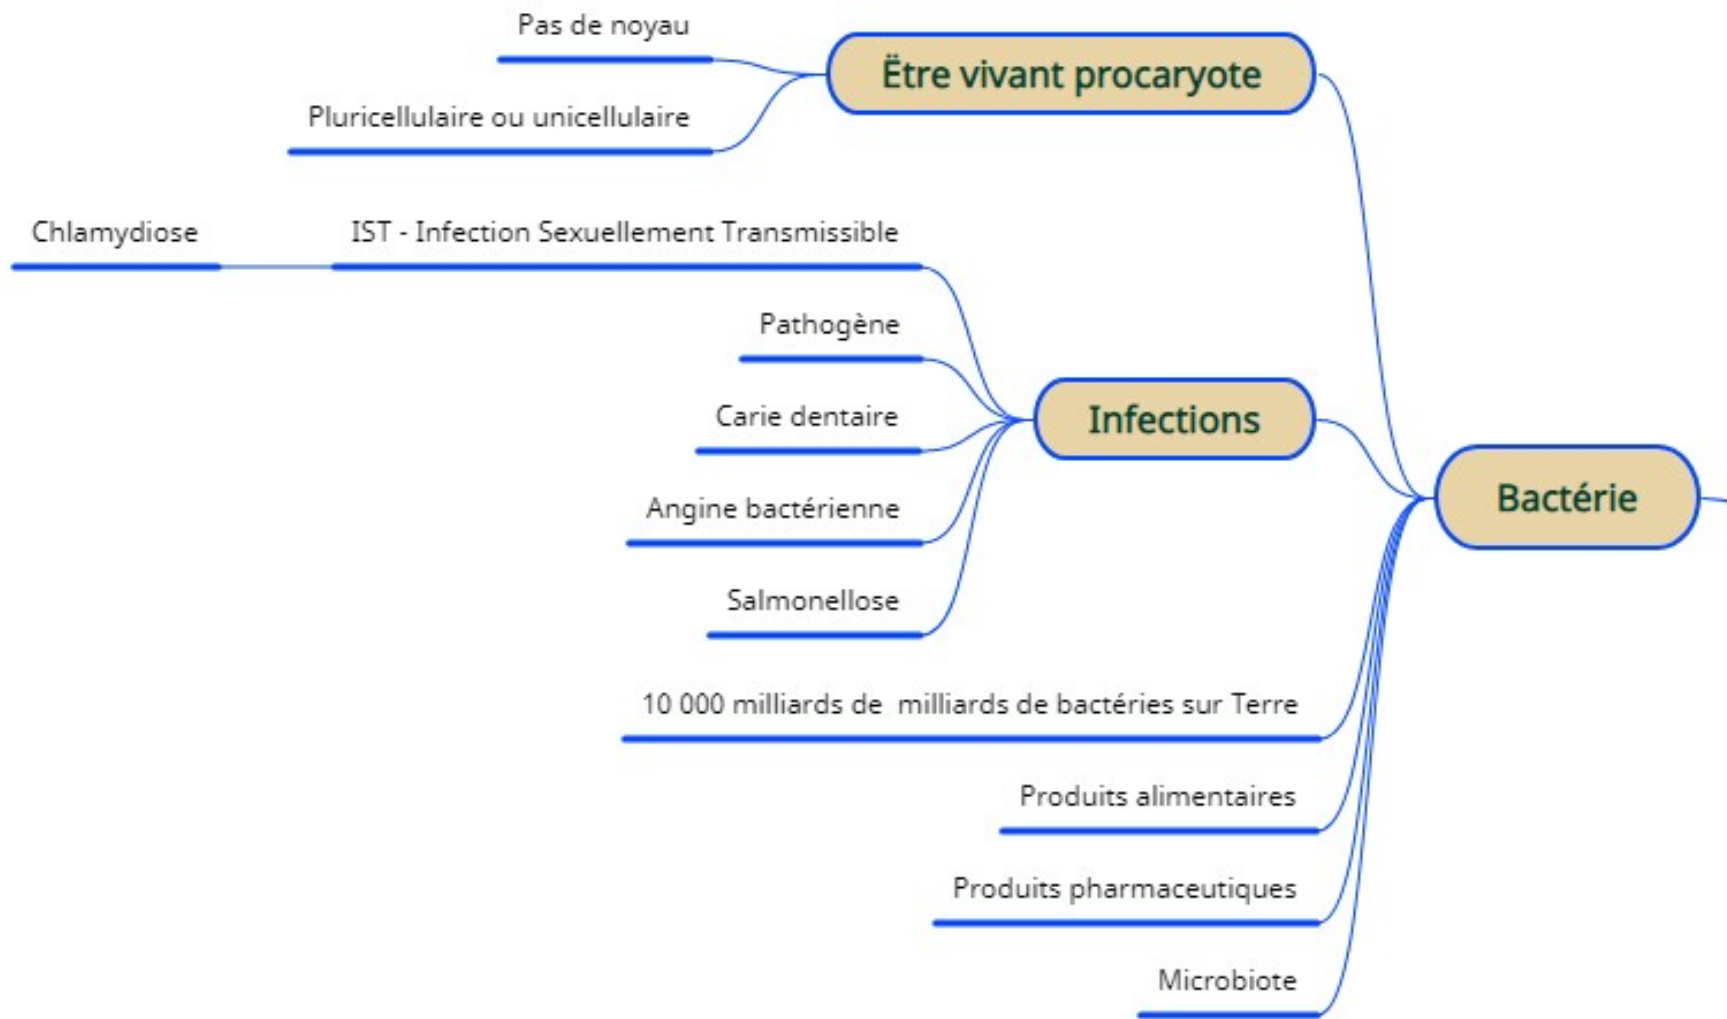 Pas de noyau
Ëtre vivant procaryote
Pluricellulaire ou unicellulaire
Chlamydiose
IST - Infection Sexuellement Transmissible
Pathogène
Carie dentaire
Infections
Angine bactérienne
Bactérie
Salmonellose
10 000 milliards de  milliards de bactéries sur Terre
Produits alimentaires
Produits pharmaceutiques
Microbiote